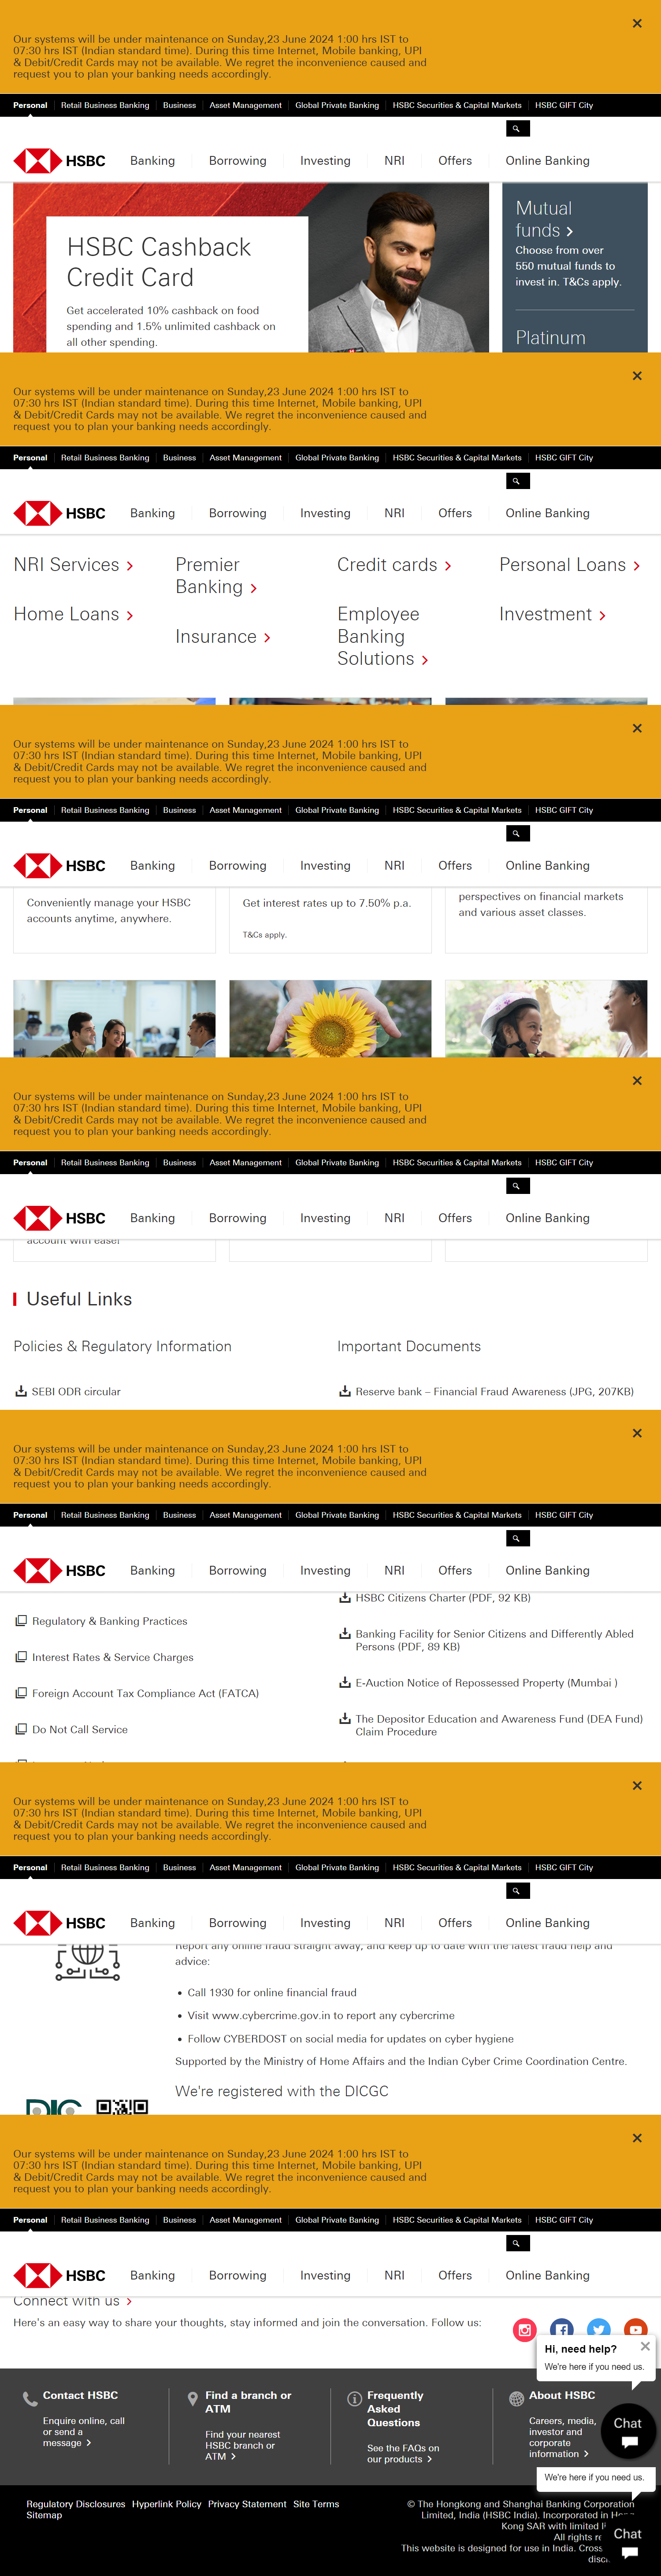 Our systems will be under maintenance on Sunday,23 June 2024 1:00 hrs IST to
07:30 hrs IST (Indian standard time). During this time Internet, Mobile banking, UPI
& Debit/Credit Cards may not be available. We regret the inconvenience caused and
request you to plan your banking needs accordingly.
Personal Retail Business Banking Business Asset Management Global Private Banking HSBC Securities & Capital Markets HSBC GIFT City
HSBC Banking Borrowing Investing NRI Offers Online Banking
HSBC Cashback
Credit Card
Get accelerated 10% cashback on food
spending and 1.5% unlimited cashback on
all other spending.
Mutual
funds
Choose from over
550 mutual funds to
invest in. T&Cs apply.
Platinum
Our systems will be under maintenance on Sunday,23 June 2024 1:00 hrs IST to
07:30 hrs IST (Indian standard time). During this time Internet, Mobile banking, UPI
& Debit/Credit Cards may not be available. We regret the inconvenience caused and
request you to plan your banking needs accordingly.
Personal Retail Business Banking Business Asset Management Global Private Banking HSBC Securities & Capital Markets HSBC GIFT City
HSBC Banking Borrowing Investing NRI Offers Online Banking
NRI Services
Home Loans
Premier
Banking
Insurance
Credit cards
Employee
Banking
Solutions
Personal Loans
Investment
Our systems will be under maintenance on Sunday,23 June 2024 1:00 hrs IST to
07:30 hrs IST (Indian standard time). During this time Internet, Mobile banking, UPI
& Debit/Credit Cards may not be available. We regret the inconvenience caused and
request you to plan your banking needs accordingly.
Personal Retail Business Banking Business Asset Management Global Private Banking HSBC Securities & Capital Markets HSBC GIFT City
HSBC Banking Borrowing Investing NRI Offers Online Banking
Conveniently manage your HSBC
accounts anytime, anywhere.
Get interest rates up to 7.50% p.a.
T&Cs apply.
perspectives on financial markets
and various asset classes.
Our systems will be under maintenance on Sunday,23 June 2024 1:00 hrs IST to
07:30 hrs IST (Indian standard time). During this time Internet, Mobile banking, UPI
& Debit/Credit Cards may not be available. We regret the inconvenience caused and
request you to plan your banking needs accordingly.
Personal Retail Business Banking Business Asset Management Global Private Banking HSBC Securities & Capital Markets HSBC GIFT City
HSBC Banking Borrowing Investing NRI Offers Online Banking
account with ease!
Useful Links
Policies & Regulatory Information
SEBI ODR circular
Important Documents
Reserve bank – Financial Fraud Awareness (JPG, 207KB)
Our systems will be under maintenance on Sunday,23 June 2024 1:00 hrs IST to
07:30 hrs IST (Indian standard time). During this time Internet, Mobile banking, UPI
& Debit/Credit Cards may not be available. We regret the inconvenience caused and
request you to plan your banking needs accordingly.
Personal Retail Business Banking Business Asset Management Global Private Banking HSBC Securities & Capital Markets HSBC GIFT City
HSBC Banking Borrowing Investing NRI Offers Online Banking
Regulatory & Banking Practices
Interest Rates & Service Charges
Foreign Account Tax Compliance Act (FATCA)
Do Not Call Service
HSBC Citizens Charter (PDF, 92 KB)
Banking Facility for Senior Citizens and Differently Abled
Persons (PDF, 89 KB)
E-Auction Notice of Repossessed Property (Mumbai )
The Depositor Education and Awareness Fund (DEA Fund)
Claim Procedure
Our systems will be under maintenance on Sunday,23 June 2024 1:00 hrs IST to
07:30 hrs IST (Indian standard time). During this time Internet, Mobile banking, UPI
& Debit/Credit Cards may not be available. We regret the inconvenience caused and
request you to plan your banking needs accordingly.
Personal Retail Business Banking Business Asset Management Global Private Banking HSBC Securities & Capital Markets HSBC GIFT City
HSBC Banking Borrowing Investing NRI Offers Online Banking
Report any online fraud straight away, and keep up to date with the latest fraud help and
advice:
Call 1930 for online financial fraud
Visit www.cybercrime.gov.in to report any cybercrime
Follow CYBERDOST on social media for updates on cyber hygiene
Supported by the Ministry of Home Affairs and the Indian Cyber Crime Coordination Centre.
We're registered with the DICGC
Our systems will be under maintenance on Sunday,23 June 2024 1:00 hrs IST to
07:30 hrs IST (Indian standard time). During this time Internet, Mobile banking, UPI
& Debit/Credit Cards may not be available. We regret the inconvenience caused and
request you to plan your banking needs accordingly.
Personal Retail Business Banking Business Asset Management Global Private Banking HSBC Securities & Capital Markets HSBC GIFT City
HSBC Banking Borrowing Investing NRI Offers Online Banking
Connect with us
Here's an easy way to share your thoughts, stay informed and join the conversation. Follow us:
Hi, need help?
We're here if you need us.
Contact HSBC
Enquire online, call
or send a
message
Find a branch or
ATM
Find your nearest
HSBC branch or
ATM
Frequently
Asked
Questions
See the FAQs on
our products
About HSBC
Careers, media,
investor and
corporate
information
Chat
We're here if you need us.
Chat
Regulatory Disclosures Hyperlink Policy Privacy Statement Site Terms
Sitemap
© The Hongkong and Shanghai Banking Corporation
Limited, India (HSBC India). Incorporated in
Kong SAR with limited
All rights
This website is designed for use in India.